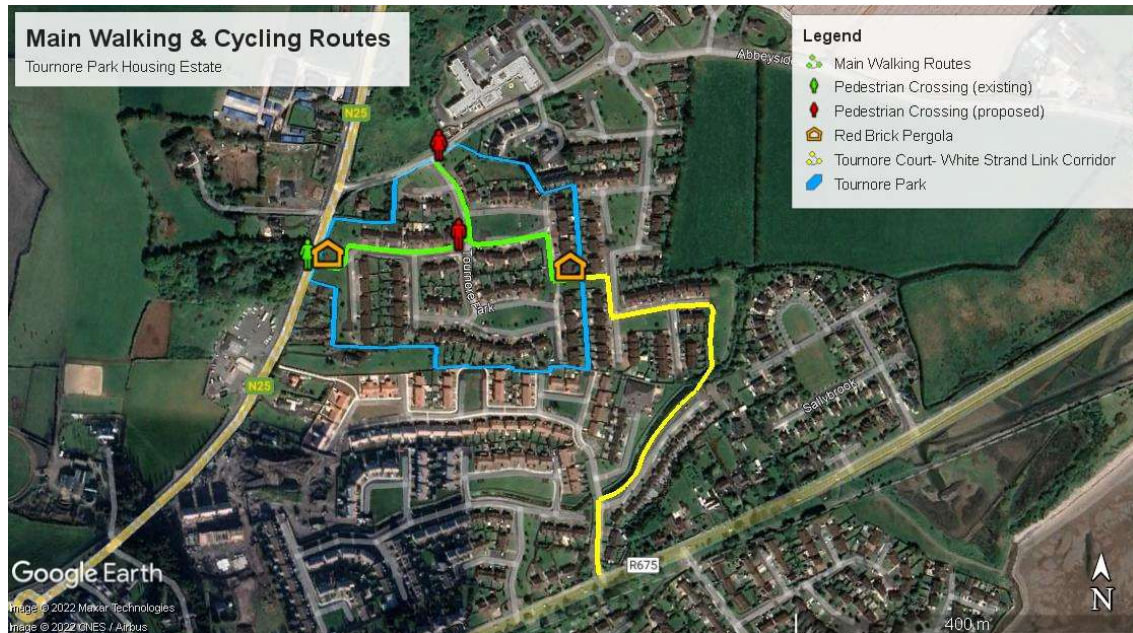 Main Walking & Cycling Routes
Tournore Park Housing Estate
Legend
Main Walking Routes
Pedestrian Crossing (existing)
Pedestrian Crossing (proposed)
Red Brick Pergola
Tournore Court- White Strand Link Corridor
Tournore Park
Abbeyside
N25
Tournore Park
N25
Sallybrook
R675
Google Earth
Image © 2022 Maxar Technologies
Image © 2022 CNES / Airbus
N
400 m